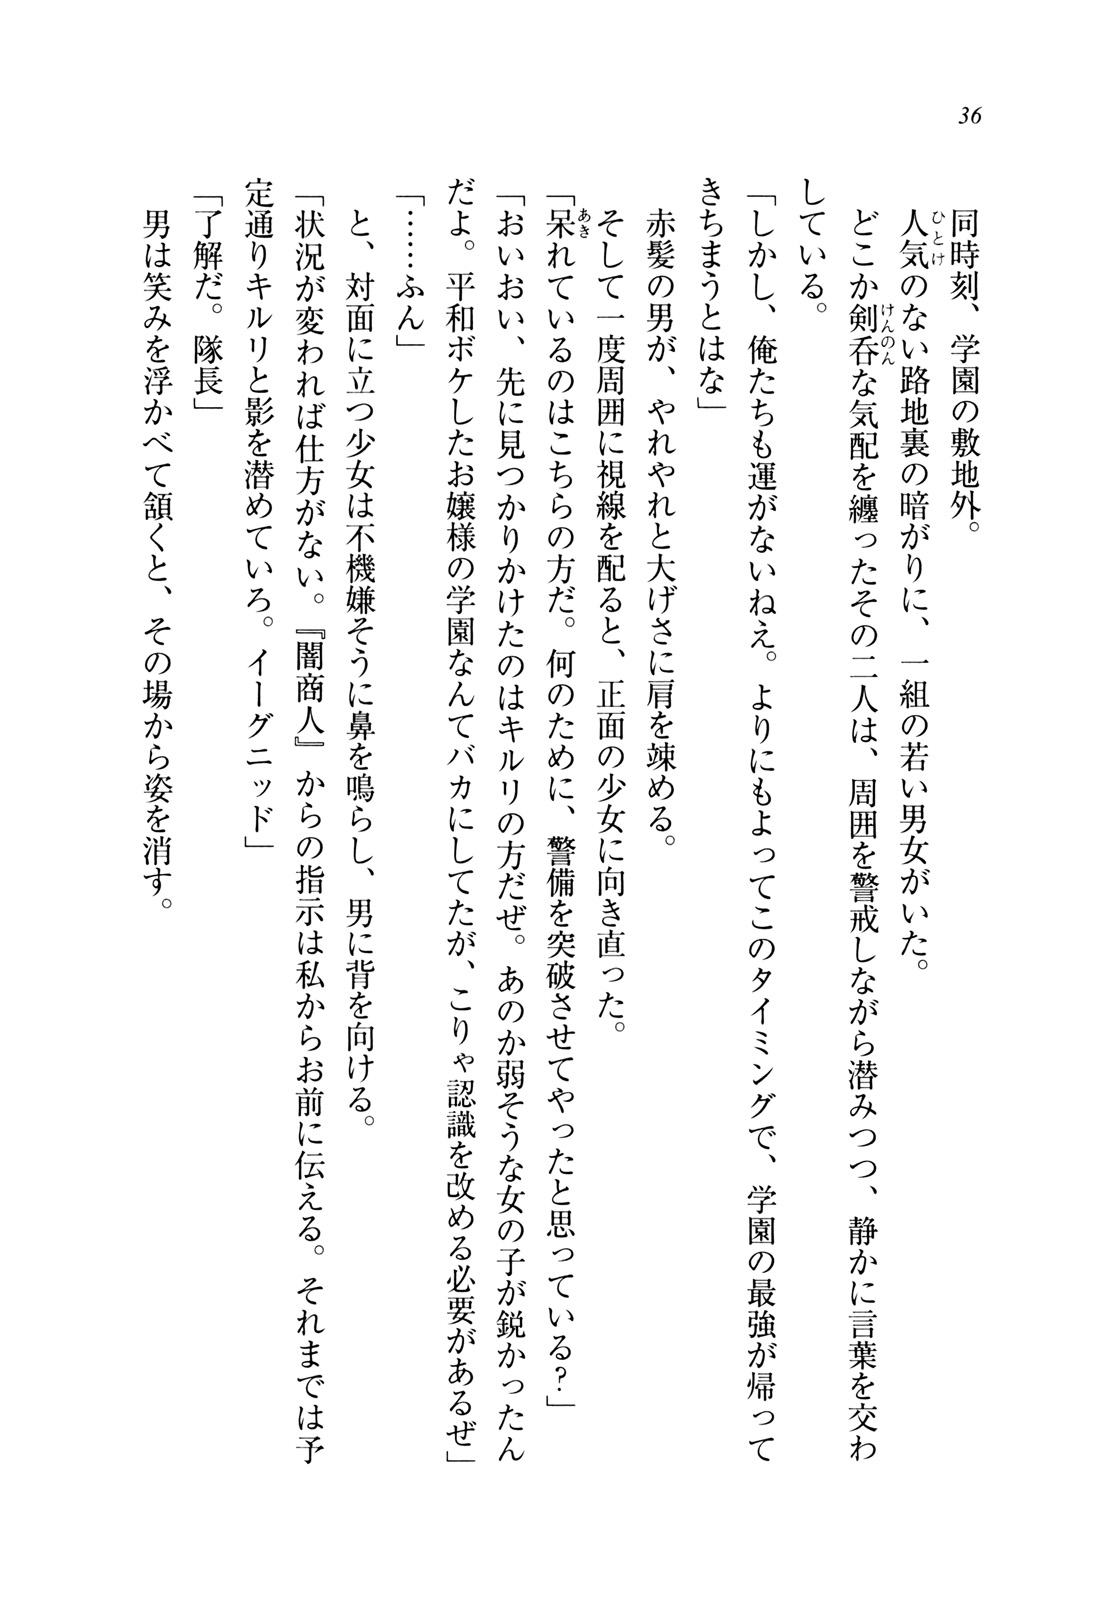 36
同時刻、学園の敷地外。
人気のない路地裏の暗がりに、一組の若い男女がいた。
どこか剣呑な気配を纏ったその二人は、周囲を警戒しながら潜みつつ、静かに言葉を交わ
している。
「しかし、俺たちも運がないねえ。よりにもよってこのタイミングで、学園の最強が帰って
きちまうとはな」
赤髪の男が、やれやれと大げさに肩を竦める。
そして一度周囲に視線を配ると、正面の少女に向き直った。
「呆れているのはこちらの方だ。何のために、警備を突破させてやったと思っている？」
「おいおい、先に見つかりかけたのはキルリの方だぜ。あのか弱そうな女の子が鋭かったん
だよ。平和ボケしたお嬢様の学園なんてバカにしてたが、こりゃ認識を改める必要があるぜ」
「……ふん」
と、対面に立つ少女は不機嫌そうに鼻を鳴らし、男に背を向ける。
「状況が変われば仕方がない。『闇商人』からの指示は私からお前に伝える。それまでは予
定通りキルリと影を潜めていろ。イーグニッド」
「了解だ。隊長」
男は笑みを浮かべて頷くと、その場から姿を消す。
ひとけ
けんのん
あき